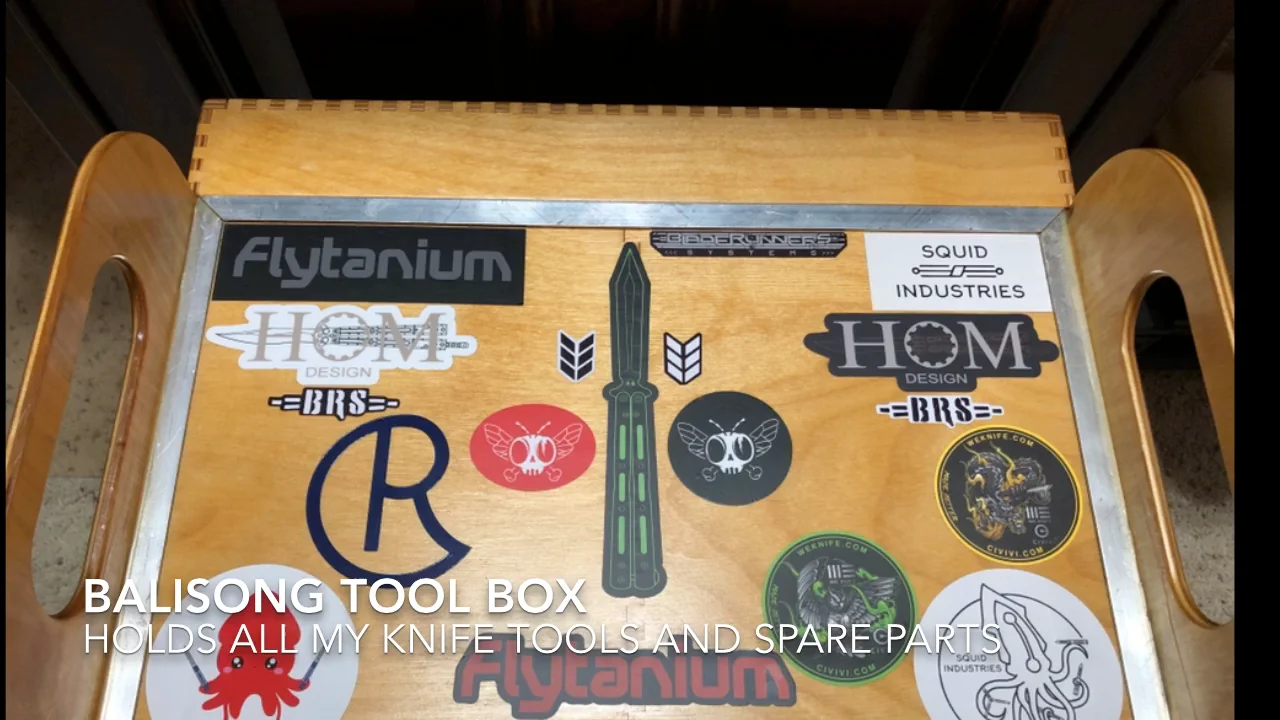 Flytanium
BLADERUNNERS
SYSTEMS
SQUID
INDUSTRIES
HOM
DESIGN
HOM
DESIGN
BRS
BRS
WEKNIFE.COM
CIVIVI.COM
WEKNIFE.COM
CIVIVI.COM
BALISONG TOOL BOX
HOLDS ALL MY KNIFE TOOLS AND SPARE PARTS
SQUID
INDUSTRIES
Flytanium